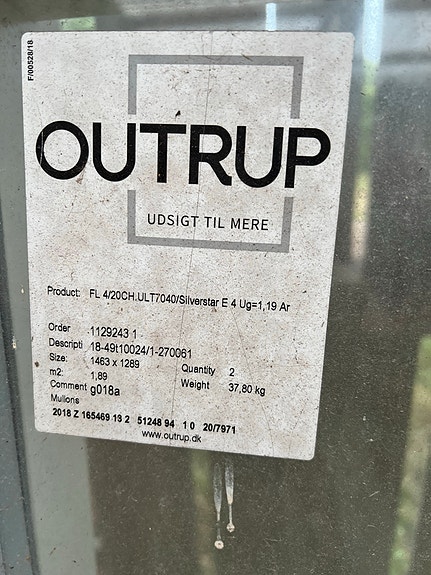 F/00528/18
OUTRUP
UDSIGT TIL MERE
Product: FL 4/20CH.ULT7040/Silverstar E 4 Ug=1,19 Ar
Order 1129243 1
Descripti 18-49t10024/1-270061
Size: 1463 x 1289 Quantity 2
m2: 1,89 Weight 37,80 kg
Comment g018a
Mullions
2018 Z 165469 13 2 51248 94 1 0 20/7971
www.outrup.dk